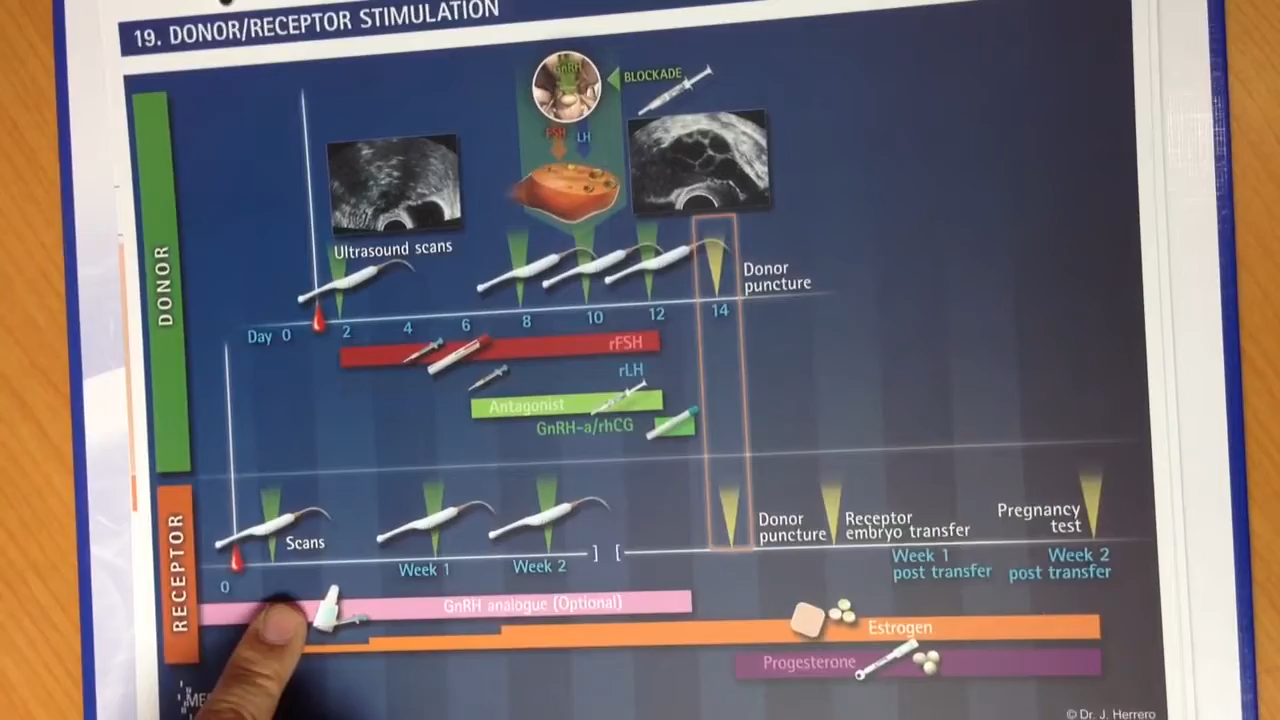 19. DONOR/RECEPTOR STIMULATION
GnRH
BLOCKADE
FSH LH
DONOR
Ultrasound scans
Donor
puncture
Day 0 2 4 6 8 10 12 14
rFSH
rLH
Antagonist
GnRH-a/rhCG
RECEPTOR
Scans
Donor
puncture
Receptor
embryo transfer
Pregnancy
test
] [
0
Week 1
Week 2
Week 1
post transfer
Week 2
post transfer
GnRH analogue (Optional)
Estrogen
Progesterone
© Dr. J. Herrero